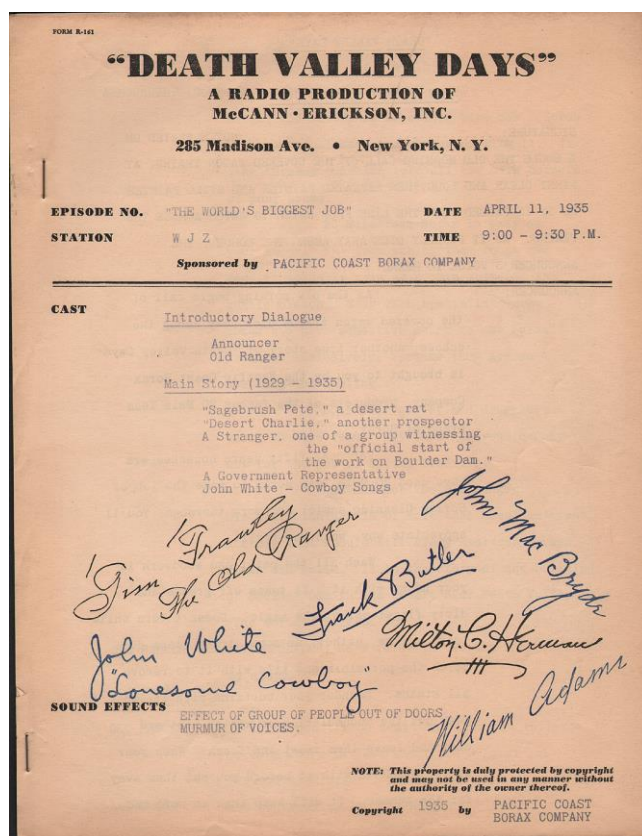 FORM R-161
"DEATH VALLEY DAYS"
A RADIO PRODUCTION OF
McCANN · ERICKSON, INC.
285 Madison Ave. • New York, N. Y.
EPISODE NO. "THE WORLD'S BIGGEST JOB" DATE APRIL 11, 1935
STATION W J Z TIME 9:00 - 9:30 P.M.
Sponsored by PACIFIC COAST BORAX COMPANY
CAST
Introductory Dialogue
Announcer
Old Ranger
Main Story (1929 - 1935)
"Sagebrush Pete," a desert rat
"Desert Charlie," another prospector
A Stranger, one of a group witnessing
the "official start of
the work on Boulder Dam."
A Government Representative
John White - Cowboy Songs
'Tim' Frawley
The Old Ranger
John Mac Bryde
Frank Butler
John White
"Lonesome Cowboy"
Milton C. Herman
William Adams
SOUND EFFECTS
EFFECT OF GROUP OF PEOPLE OUT OF DOORS
MURMUR OF VOICES.
NOTE: This property is duly protected by copyright
and may not be used in any manner without
the authority of the owner thereof.
Copyright 1935 by PACIFIC COAST
BORAX COMPANY